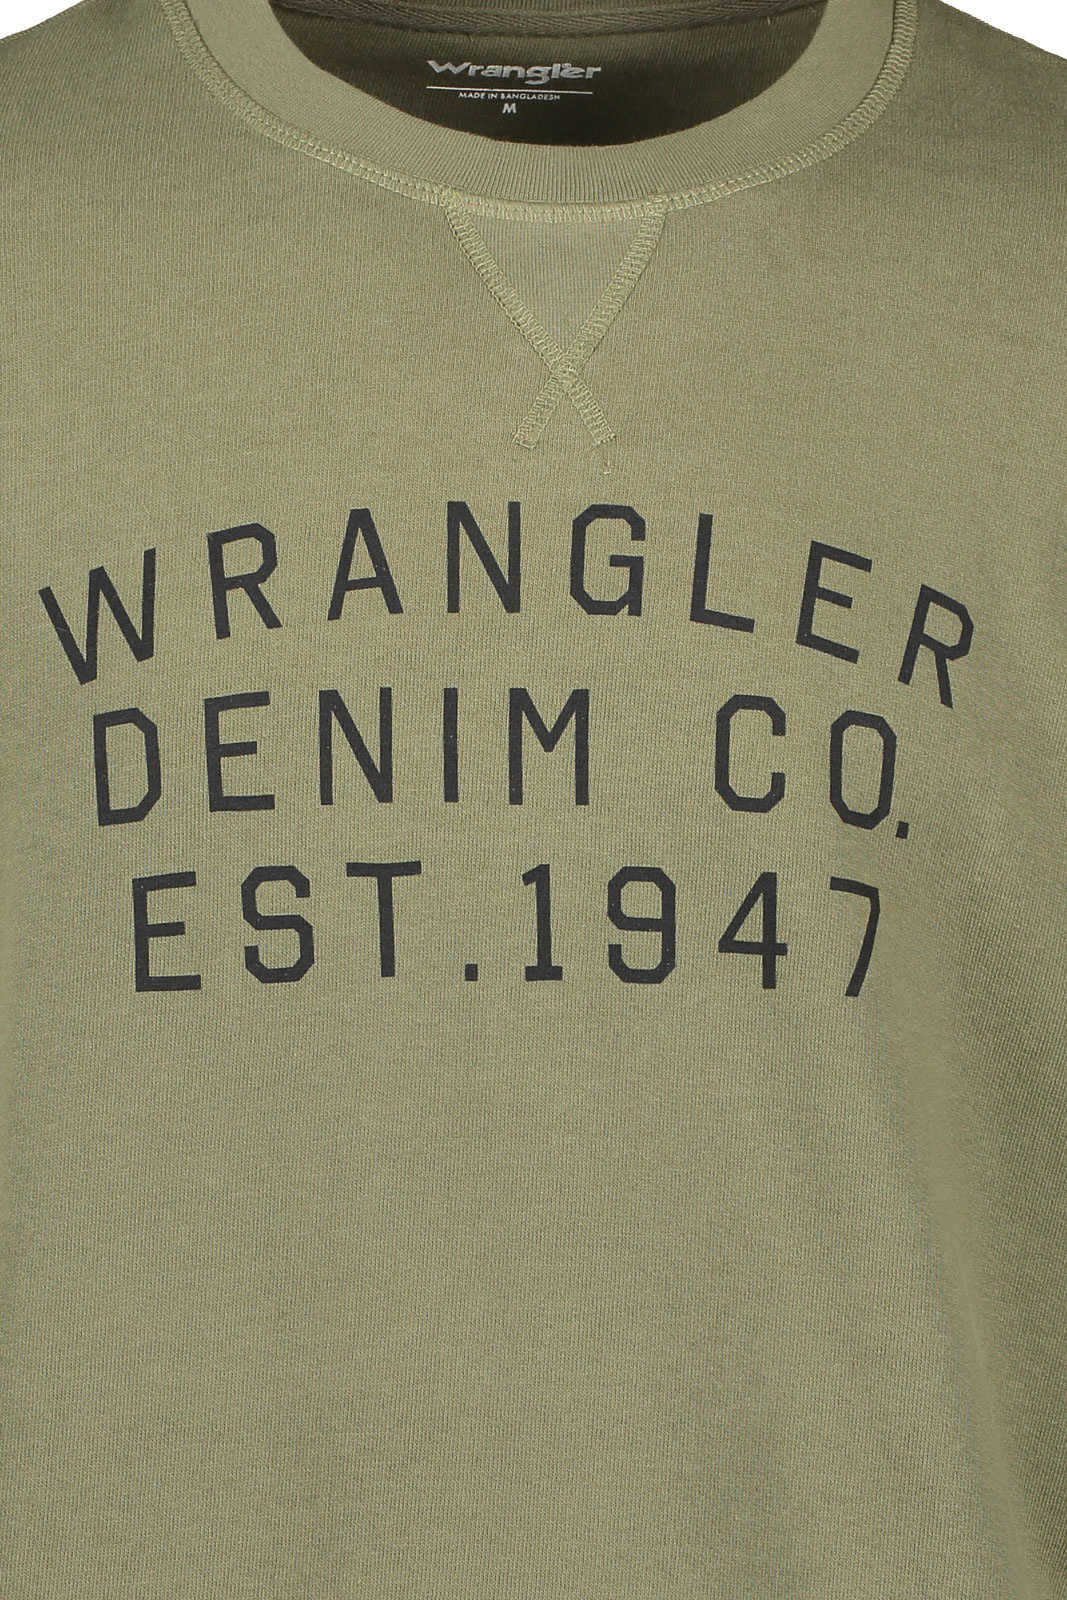 Wrangler
MADE IN BANGLADESH
M
WRANGLER
DENIM CO.
EST.1947